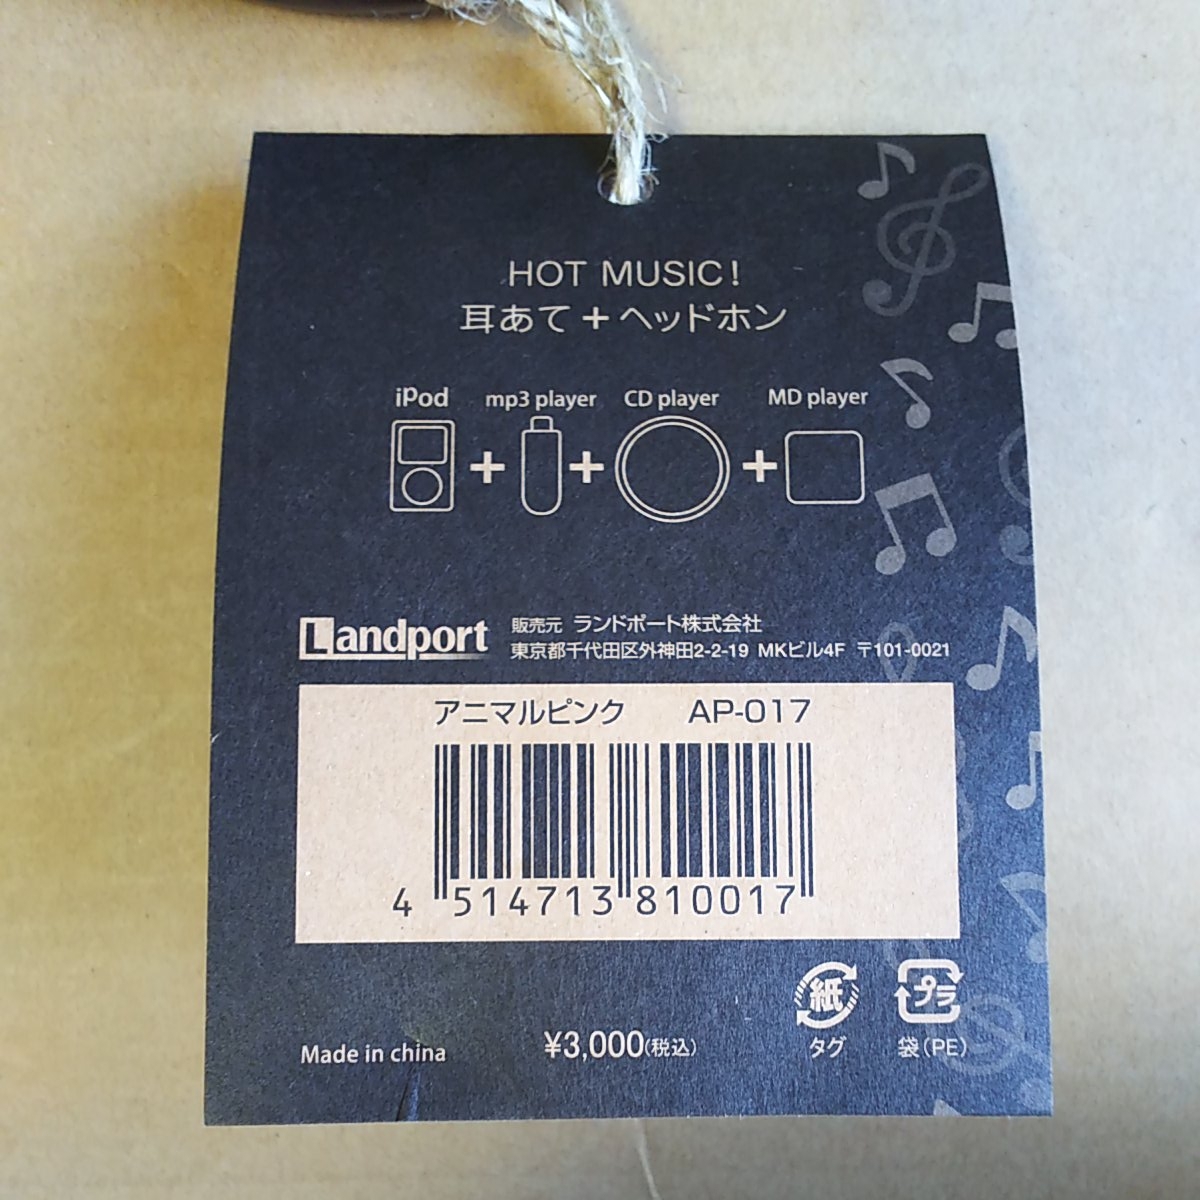 HOT MUSIC!
耳あて+ヘッドホン
iPod mp3 player CD player MD player
Landport 販売元 ランドポート株式会社
東京都千代田区外神田2-2-19 MKビル4F 〒101-0021
アニマルピンク AP-017
4 514713 810017
紙 プラ
Made in china ¥3,000(税込) タグ 袋(PE)